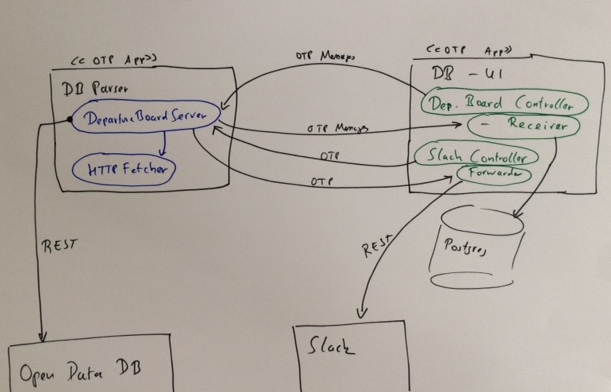 << OTP App>>
DB Parser
DepartureBoardServer
HTTP Fetcher
OTP Messages
OTP Messages
OTP
OTP
<<OTP App>>
DB - UI
Dep. Board Controller
- Receiver
Slack Controller
Forwarder
Postgres
REST
REST
Open Data DB
Slack